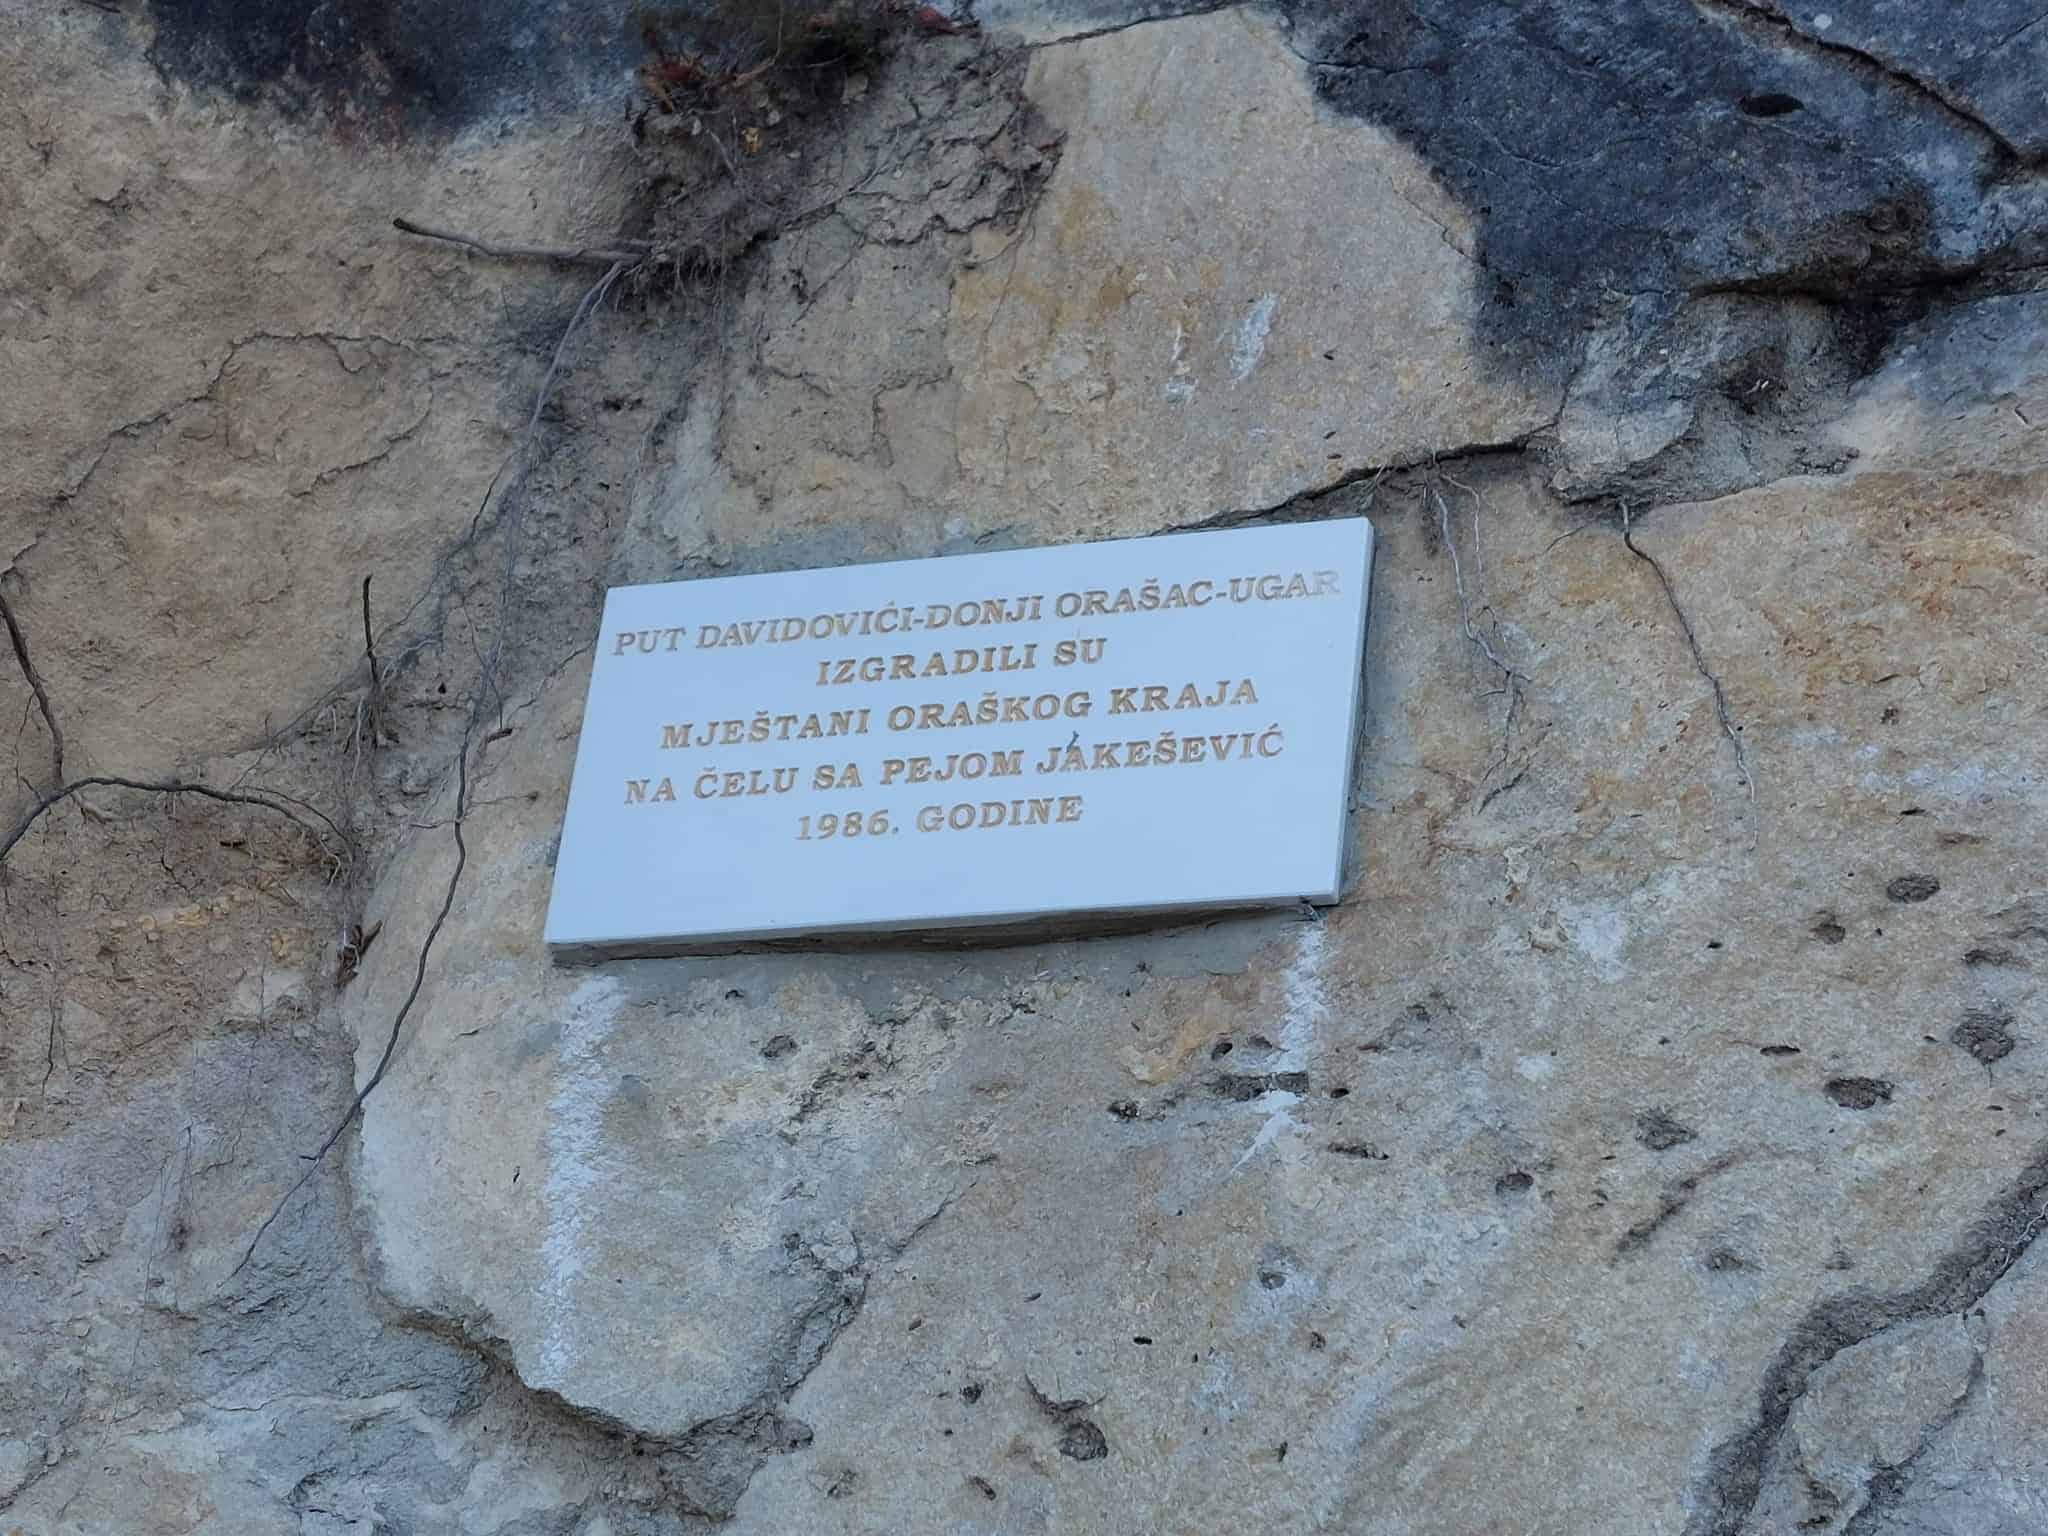 PUT DAVIDOVIĆI-DONJI ORAŠAC-UGAR
IZGRADILI SU
MJEŠTANI ORAŠKOG KRAJA
NA ČELU SA PEJOM JAKEŠEVIĆ
1986. GODINE